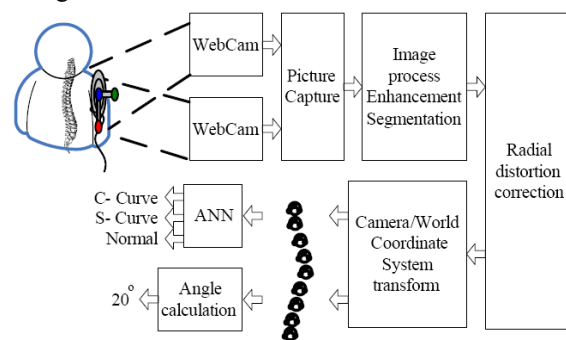 WebCam
WebCam
Picture
Capture
Image
process
Enhancement
Segmentation
Radial
distortion
correction
Camera/World
Coordinate
System
transform
ANN
C- Curve
S- Curve
Normal
Angle
calculation
20°